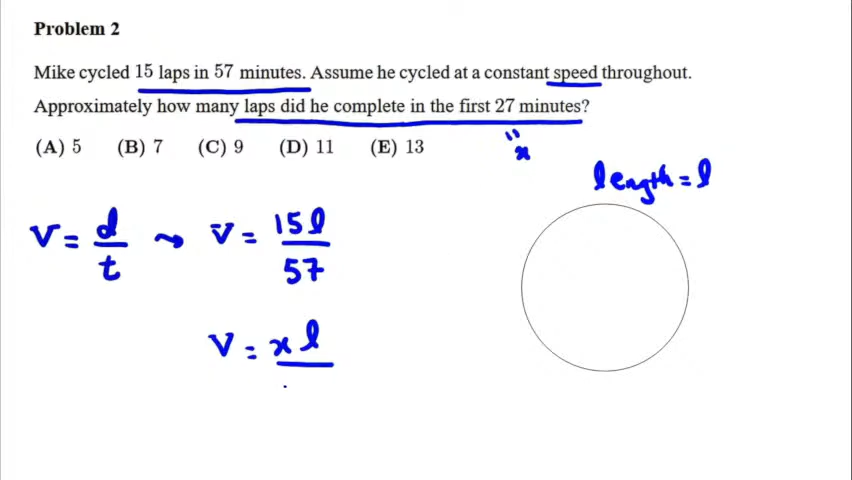 Problem 2
Mike cycled 15 laps in 57 minutes. Assume he cycled at a constant speed throughout.
Approximately how many laps did he complete in the first 27 minutes?
(A) 5 (B) 7 (C) 9 (D) 11 (E) 13
" x
length = l
V = d/t ⇝ V = 15l/57
V = xl